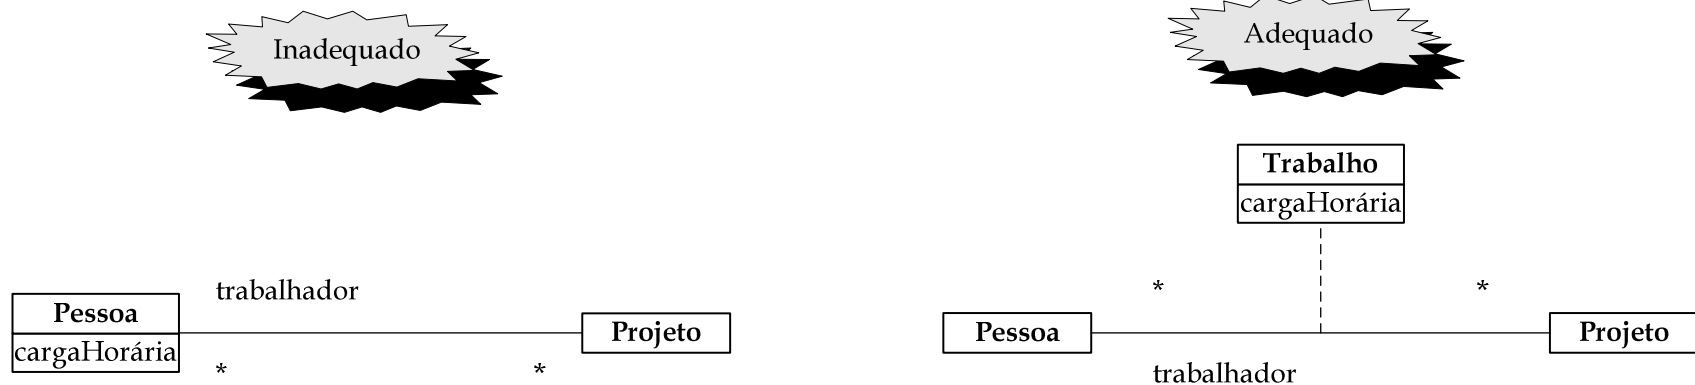 Inadequado
trabalhador
Pessoa
cargaHorária
*
*
Projeto
Adequado
Trabalho
cargaHorária
*
*
Pessoa
Projeto
trabalhador